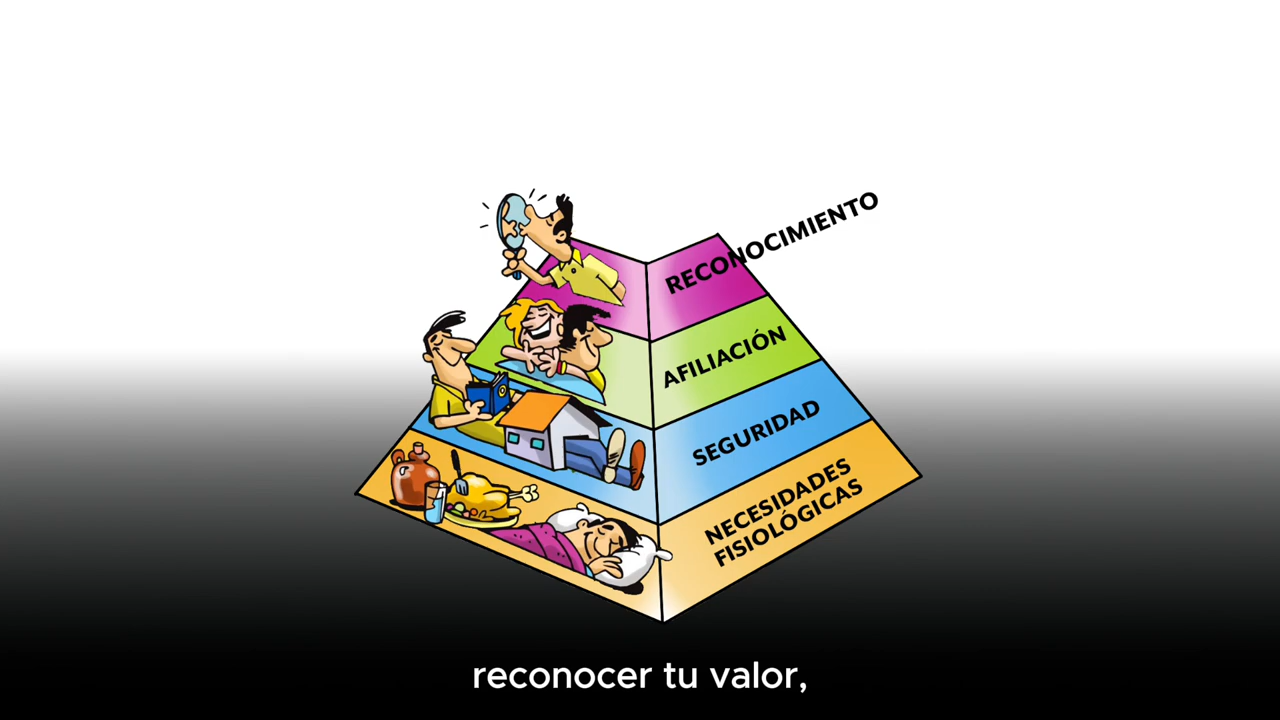 RECONOCIMIENTO
AFILIACIÓN
SEGURIDAD
NECESIDADES
FISIOLÓGICAS
reconocer tu valor,